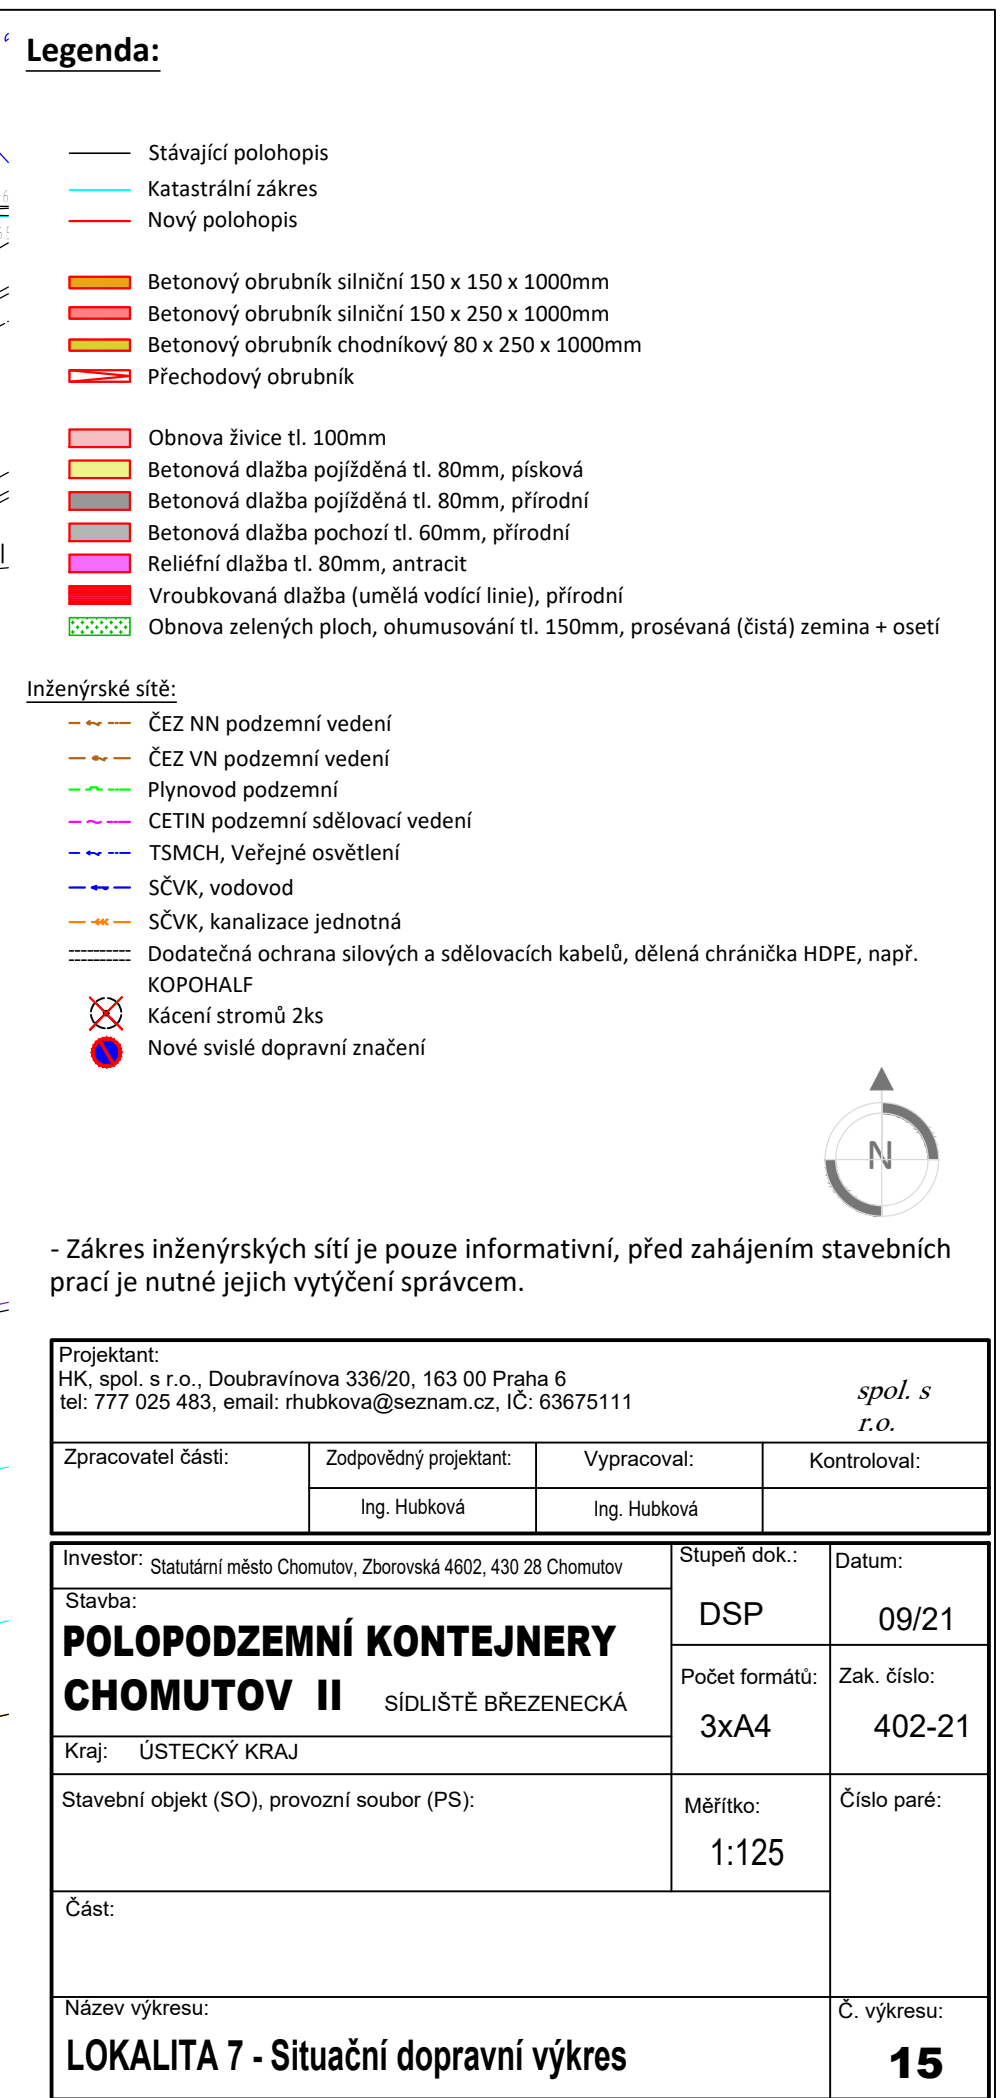 Legenda:
Stávající polohopis
Katastrální zákres
Nový polohopis
Betonový obrubník silniční 150 x 150 x 1000mm
Betonový obrubník silniční 150 x 250 x 1000mm
Betonový obrubník chodníkový 80 x 250 x 1000mm
Přechodový obrubník
Obnova živice tl. 100mm
Betonová dlažba pojížděná tl. 80mm, písková
Betonová dlažba pojížděná tl. 80mm, přírodní
Betonová dlažba pochozí tl. 60mm, přírodní
Reliéfní dlažba tl. 80mm, antracit
Vroubkovaná dlažba (umělá vodící linie), přírodní
Obnova zelených ploch, ohumusování tl. 150mm, prosévaná (čistá) zemina + osetí
Inženýrské sítě:
ČEZ NN podzemní vedení
ČEZ VN podzemní vedení
Plynovod podzemní
CETIN podzemní sdělovací vedení
TSMCH, Veřejné osvětlení
SČVK, vodovod
SČVK, kanalizace jednotná
Dodatečná ochrana silových a sdělovacích kabelů, dělená chránička HDPE, např.
KOPOHALF
Kácení stromů 2ks
Nové svislé dopravní značení
N
- Zákres inženýrských sítí je pouze informativní, před zahájením stavebních
prací je nutné jejich vytýčení správcem.
Projektant:
HK, spol. s r.o., Doubravínova 336/20, 163 00 Praha 6
tel: 777 025 483, email: rhubkova@seznam.cz, IČ: 63675111
spol. s
r.o.
Zpracovatel části: Zodpovědný projektant: Vypracoval: Kontroloval:
Ing. Hubková Ing. Hubková
Investor: Statutární město Chomutov, Zborovská 4602, 430 28 Chomutov
Stupeň dok.: Datum:
DSP 09/21
Stavba:
POLOPODZEMNÍ KONTEJNERY
CHOMUTOV II SÍDLIŠTĚ BŘEZENECKÁ
Počet formátů: Zak. číslo:
3xA4 402-21
Kraj: ÚSTECKÝ KRAJ
Stavební objekt (SO), provozní soubor (PS):
Měřítko: Číslo paré:
1:125
Část:
Název výkresu: Č. výkresu:
LOKALITA 7 - Situační dopravní výkres 15